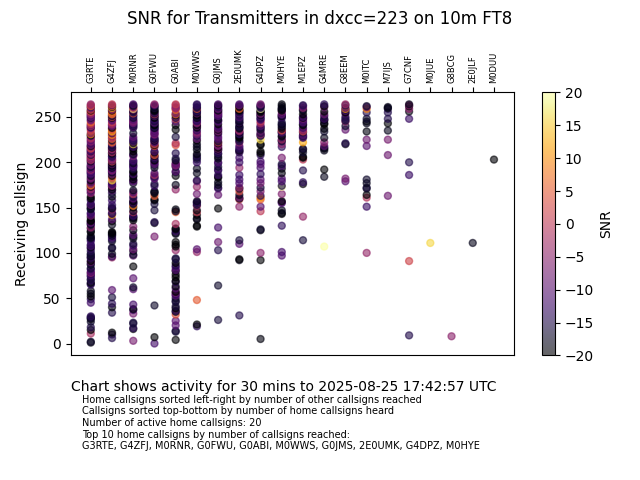 SNR for Transmitters in dxcc=223 on 10m FT8
G3RTE G4ZFJ M0RNR G0FWU G0ABI M0WWS G0JMS 2E0UMK G4DPZ M0HYE M1EPZ G4MRE G8EEM M0ITC M7IJS G7CNF M0JUE G8BCG 2E0JLF M0DUU
250
200
150
100
50
0
Receiving callsign
20
15
10
5
0
−5
−10
−15
−20
SNR
Chart shows activity for 30 mins to 2025-08-25 17:42:57 UTC
Home callsigns sorted left-right by number of other callsigns reached
Callsigns sorted top-bottom by number of home callsigns heard
Number of active home callsigns: 20
Top 10 home callsigns by number of callsigns reached:
G3RTE, G4ZFJ, M0RNR, G0FWU, G0ABI, M0WWS, G0JMS, 2E0UMK, G4DPZ, M0HYE